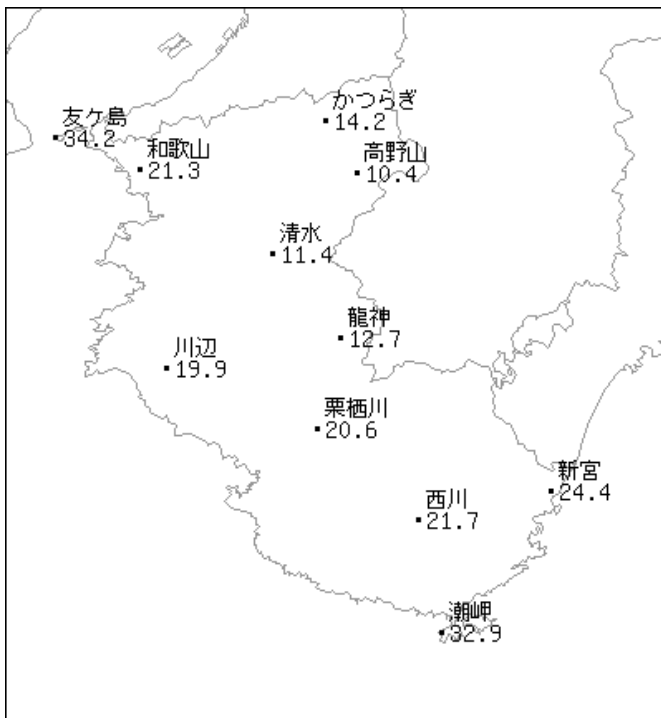 かつらぎ
14.2
友ケ島
34.2
和歌山
21.3
高野山
10.4
清水
11.4
龍神
12.7
川辺
19.9
栗栖川
20.6
新宮
24.4
西川
21.7
潮岬
32.9